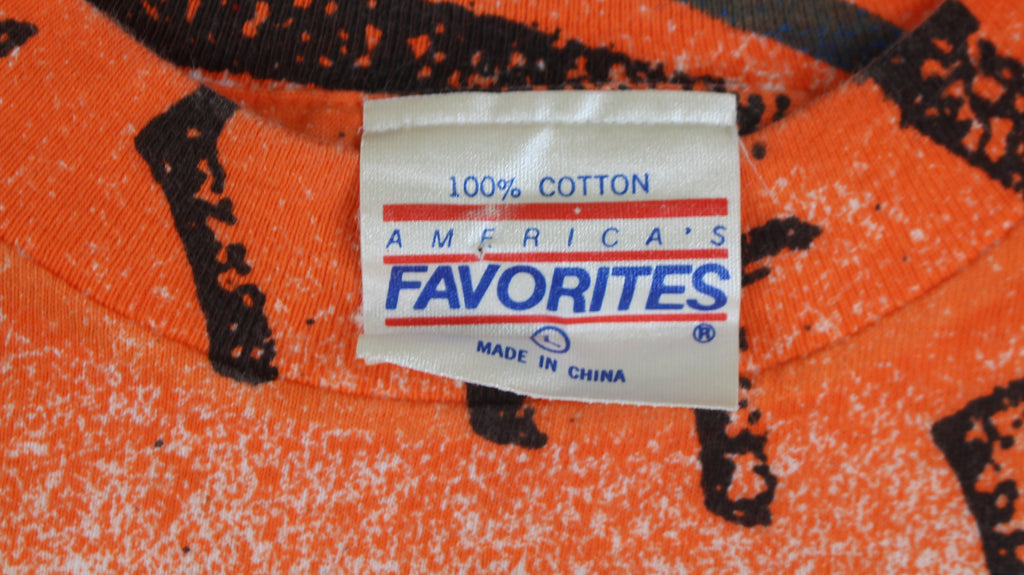 100% COTTON
AMERICA'S
FAVORITES
®
L
MADE IN CHINA